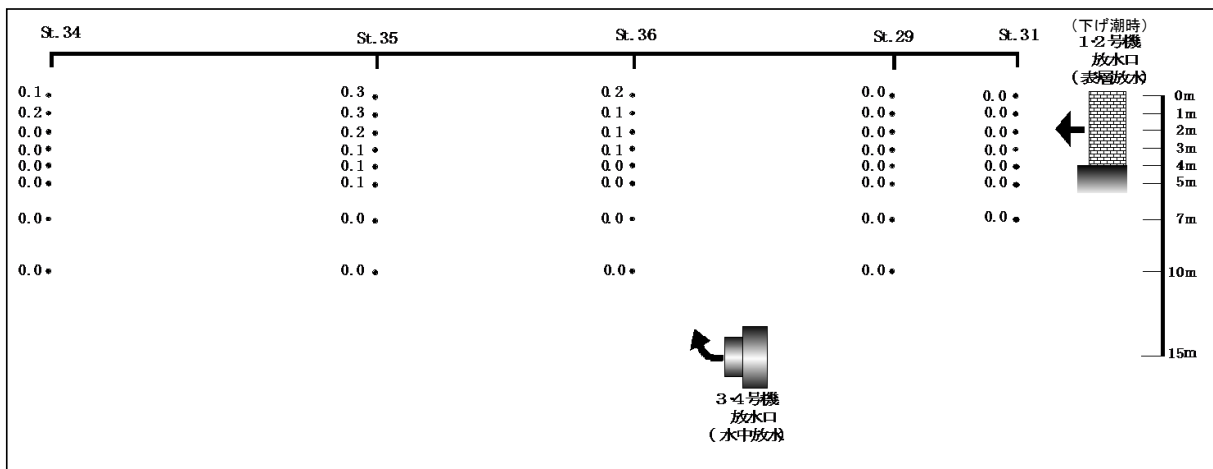 St.34 St.35 St.36 St.29 St.31
(下げ潮時)
1・2号機
放水口
(表層放水)
0.1 0.3 0.2 0.0 0.0 0m
0.2 0.3 0.1 0.0 0.0 1m
0.0 0.2 0.1 0.0 0.0 2m
0.0 0.1 0.1 0.0 0.0 3m
0.0 0.1 0.0 0.0 0.0 4m
0.0 0.1 0.0 0.0 0.0 5m
0.0 0.0 0.0 0.0 0.0 7m
0.0 0.0 0.0 0.0 10m
15m
3・4号機
放水口
(水中放水)